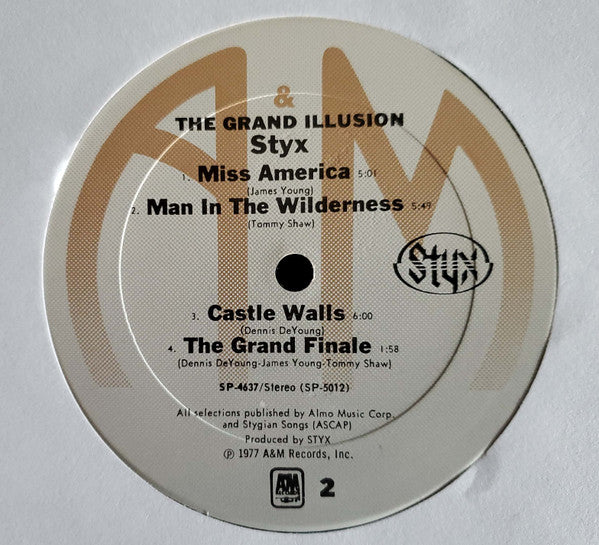 A & M
THE GRAND ILLUSION
Styx
1. Miss America 5:01
(James Young)
2. Man In The Wilderness 5:49
(Tommy Shaw)
Styx
3. Castle Walls 6:00
(Dennis DeYoung)
4. The Grand Finale 1:58
(Dennis DeYoung-James Young-Tommy Shaw)
SP-4637/Stereo (SP-5012)
All selections published by Almo Music Corp.
and Stygian Songs (ASCAP)
Produced by STYX
℗ 1977 A&M Records, Inc.
A&M
RECORDS
2